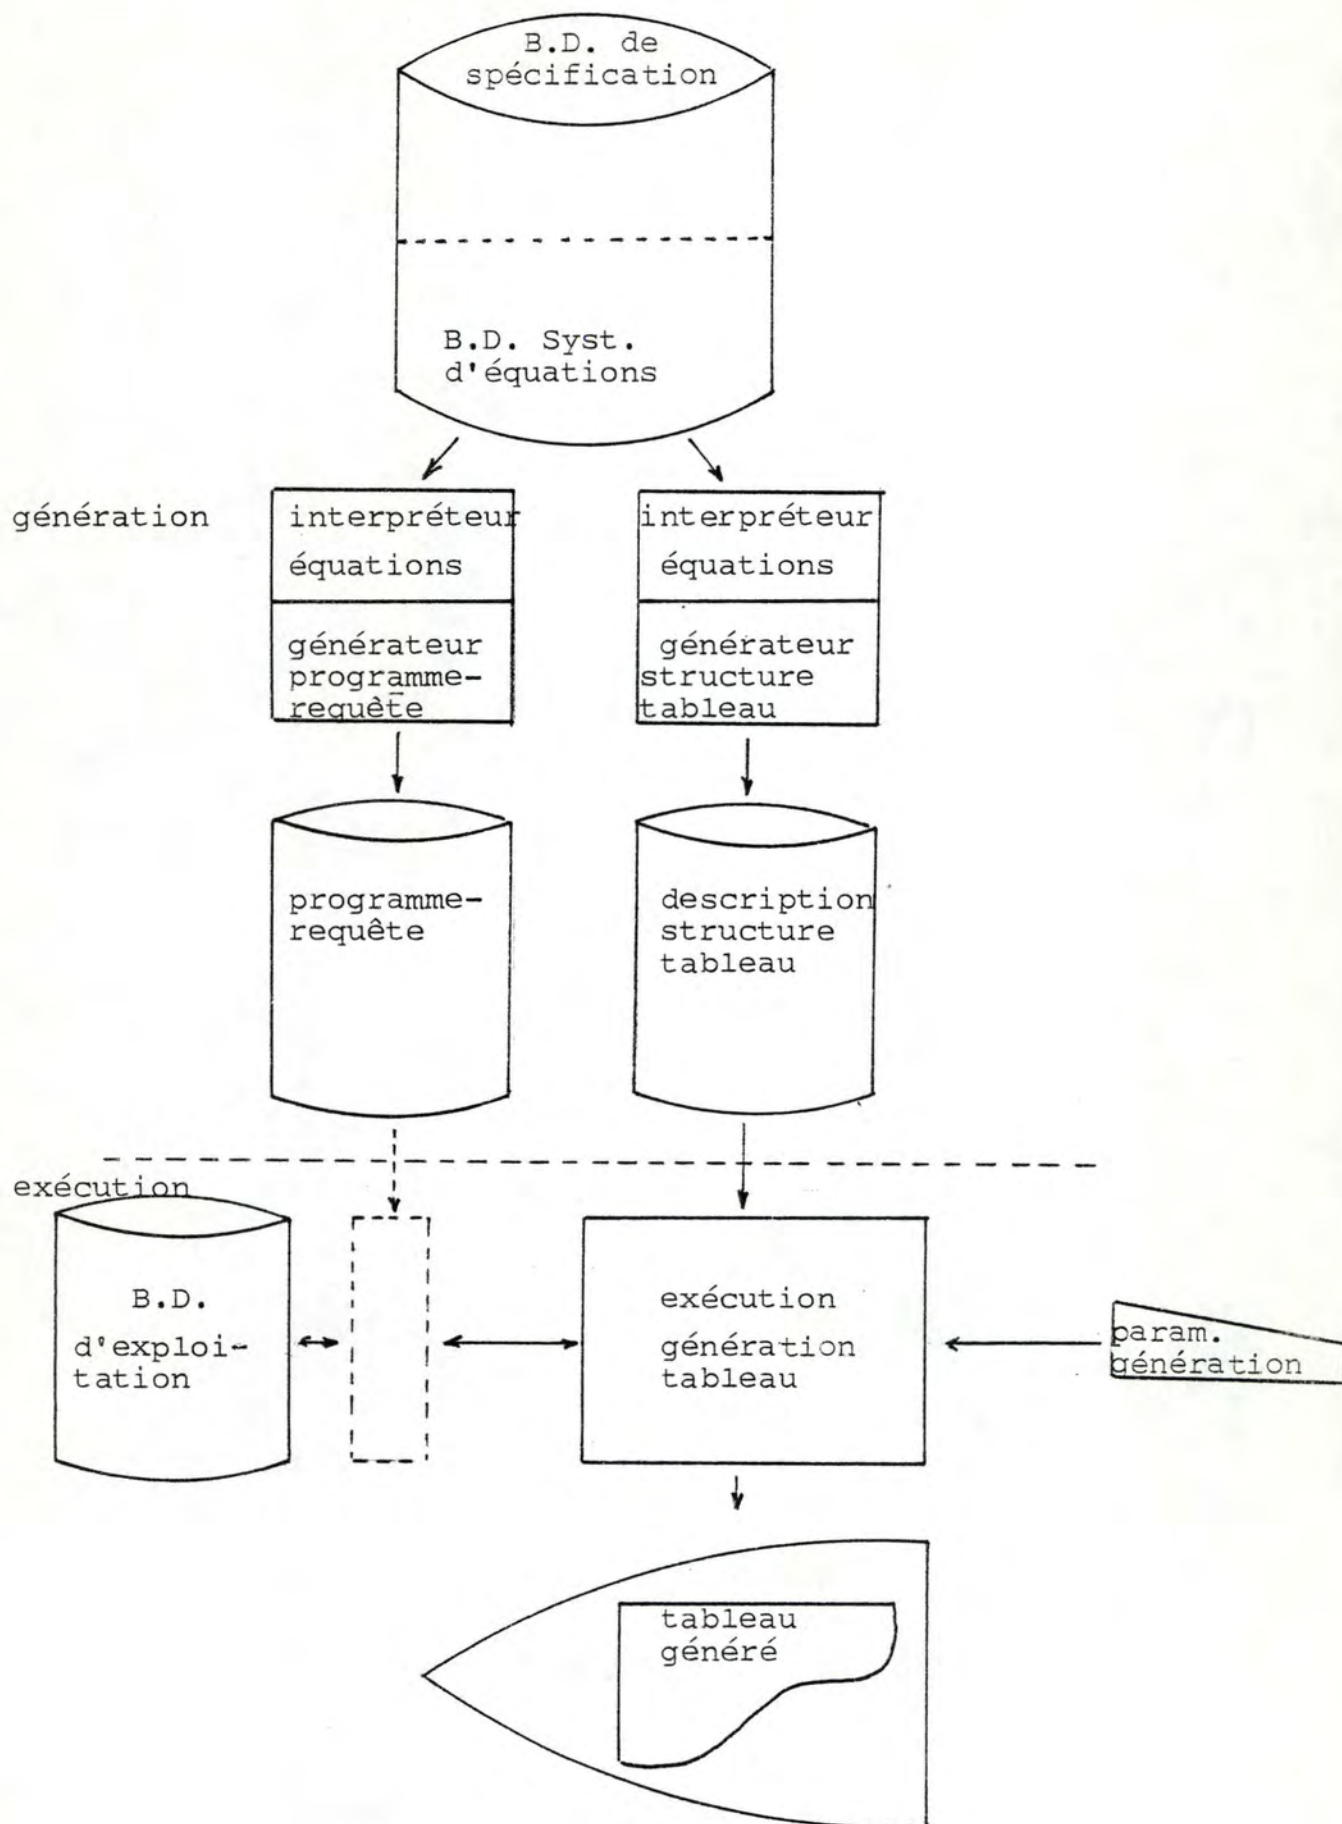 B.D. de
spécification
B.D. Syst.
d'équations
génération
interpréteur
équations
générateur
programme-
requête
interpréteur
équations
générateur
structure
tableau
programme-
requête
description
structure
tableau
exécution
B.D.
d'exploi-
tation
exécution
génération
tableau
param.
génération
tableau
généré